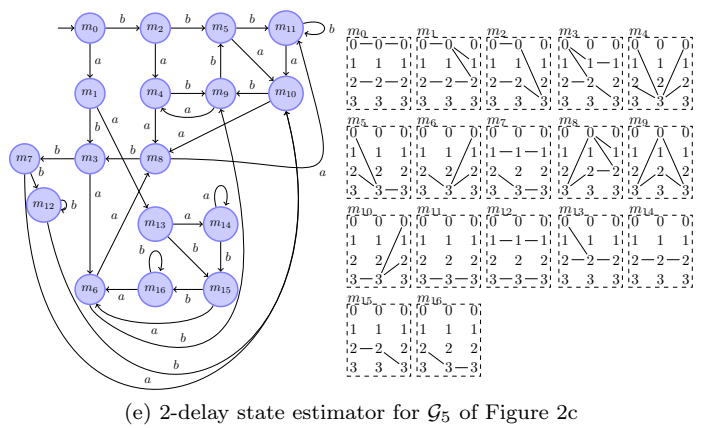 b b b
m0 m2 m5 m11 b
a a a a
b b b
m1 m4 m9 m10
b a a a a
b b
m7 m3 m8
b a
m12 b
a a a
m13 m14
b b b
m6 a m16 b m15
a
b
b
a
m0 m1 m2 m3 m4
0 0 0 0 0 0 0 0 0 0 0 0 0 0 0
1 1 1 1 1 1 1 1 1 1 1 1 1 1 1
2 2 2 2 2 2 2 2 2 2 2 2 2 2 2
3 3 3 3 3 3 3 3 3 3 3 3 3 3 3
m5 m6 m7 m8 m9
0 0 0 0 0 0 0 0 0 0 0 0 0 0 0
1 1 1 1 1 1 1 1 1 1 1 1 1 1 1
2 2 2 2 2 2 2 2 2 2 2 2 2 2 2
3 3 3 3 3 3 3 3 3 3 3 3 3 3 3
m10 m11 m12 m13 m14
0 0 0 0 0 0 0 0 0 0 0 0 0 0 0
1 1 1 1 1 1 1 1 1 1 1 1 1 1 1
2 2 2 2 2 2 2 2 2 2 2 2 2 2 2
3 3 3 3 3 3 3 3 3 3 3 3 3 3 3
m15 m16
0 0 0 0 0 0
1 1 1 1 1 1
2 2 2 2 2 2
3 3 3 3 3 3
(e) 2-delay state estimator for 𝒢5 of Figure 2c